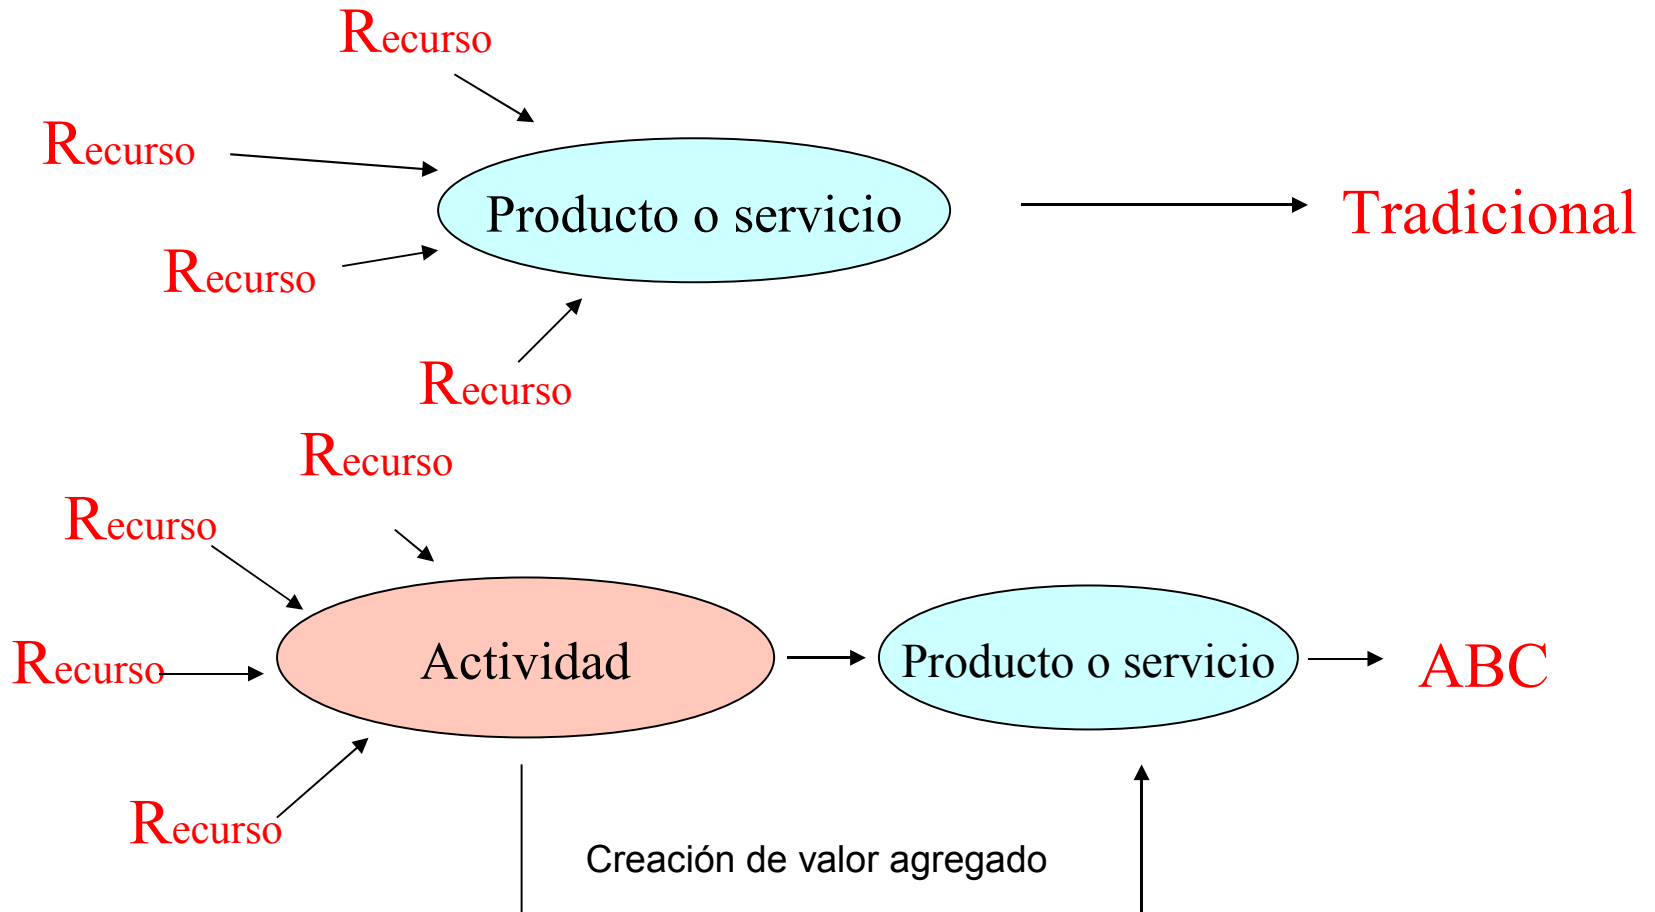 Recurso
Recurso
Producto o servicio
Tradicional
Recurso
Recurso
Recurso
Recurso
Recurso
Actividad
Producto o servicio
ABC
Recurso
Creación de valor agregado